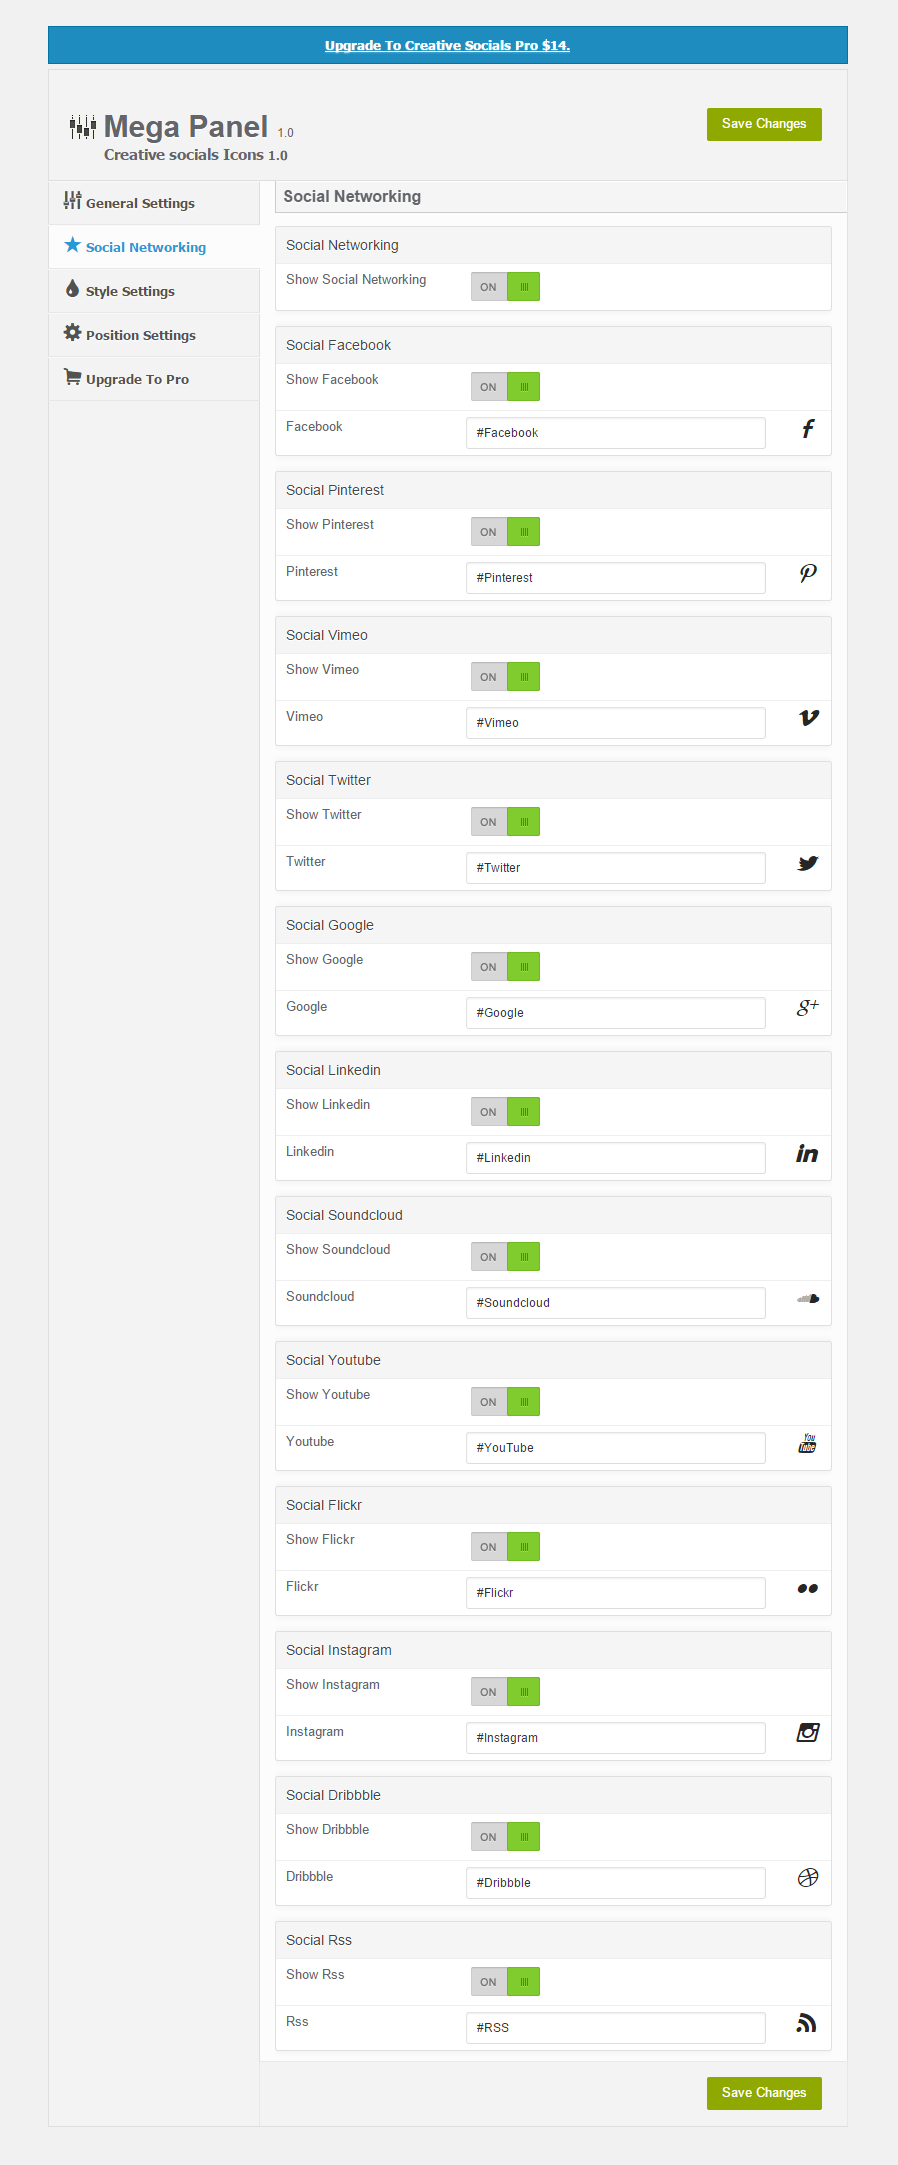 Upgrade To Creative Socials Pro $14.
Mega Panel 1.0
Creative socials Icons 1.0
Save Changes
General Settings
Social Networking
Style Settings
Position Settings
Upgrade To Pro
Social Networking
Social Networking
Show Social Networking ON
Social Facebook
Show Facebook ON
Facebook #Facebook f
Social Pinterest
Show Pinterest ON
Pinterest #Pinterest
Social Vimeo
Show Vimeo ON
Vimeo #Vimeo
Social Twitter
Show Twitter ON
Twitter #Twitter
Social Google
Show Google ON
Google #Google g+
Social Linkedin
Show Linkedin ON
Linkedin #Linkedin in
Social Soundcloud
Show Soundcloud ON
Soundcloud #Soundcloud
Social Youtube
Show Youtube ON
Youtube #YouTube You
Tube
Social Flickr
Show Flickr ON
Flickr #Flickr
Social Instagram
Show Instagram ON
Instagram #Instagram
Social Dribbble
Show Dribbble ON
Dribbble #Dribbble
Social Rss
Show Rss ON
Rss #RSS
Save Changes